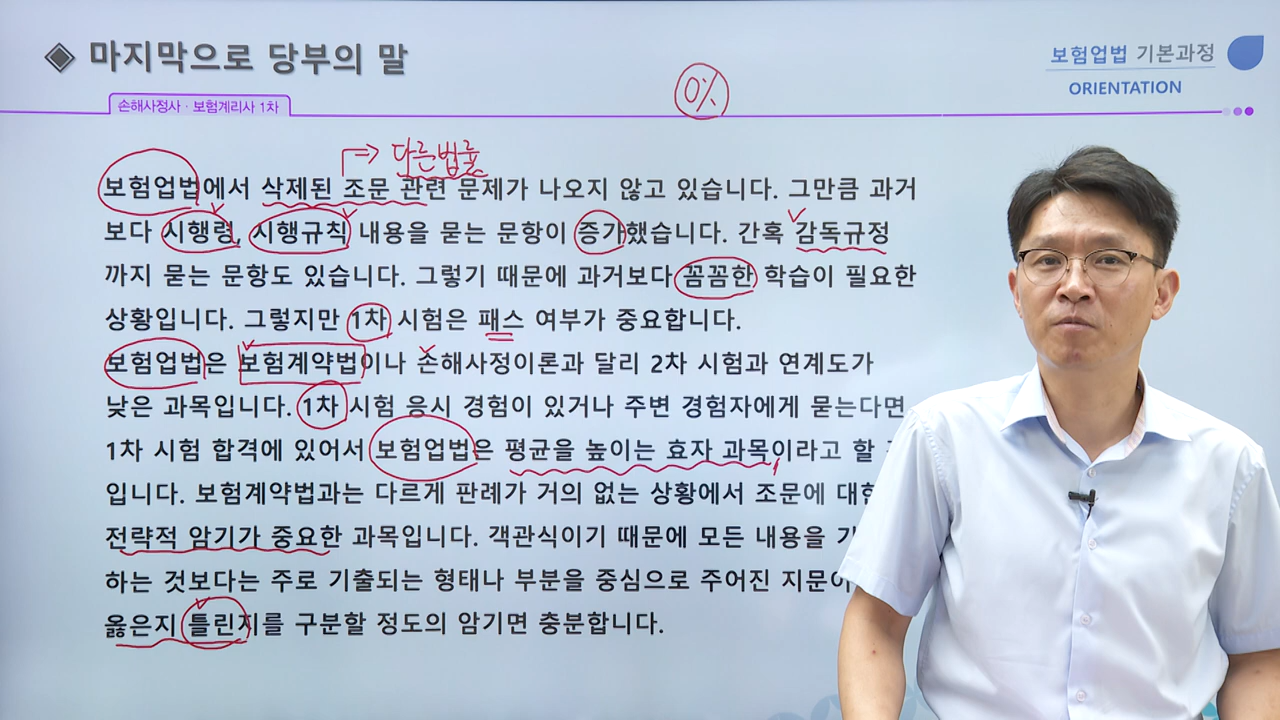 ◈ 마지막으로 당부의 말
보험업법 기본과정
ORIENTATION
손해사정사 · 보험계리사 1차
0%
다른법률
보험업법에서 삭제된 조문 관련 문제가 나오지 않고 있습니다. 그만큼 과거
보다 시행령, 시행규칙 내용을 묻는 문항이 증가했습니다. 간혹 감독규정
까지 묻는 문항도 있습니다. 그렇기 때문에 과거보다 꼼꼼한 학습이 필요한
상황입니다. 그렇지만 1차 시험은 패스 여부가 중요합니다.
보험업법은 보험계약법이나 손해사정이론과 달리 2차 시험과 연계도가
낮은 과목입니다. 1차 시험 응시 경험이 있거나 주변 경험자에게 묻는다면,
1차 시험 합격에 있어서 보험업법은 평균을 높이는 효자 과목이라고 할
입니다. 보험계약법과는 다르게 판례가 거의 없는 상황에서 조문에 대한
전략적 암기가 중요한 과목입니다. 객관식이기 때문에 모든 내용을
하는 것보다는 주로 기출되는 형태나 부분을 중심으로 주어진 지문이
옳은지 틀린지를 구분할 정도의 암기면 충분합니다.